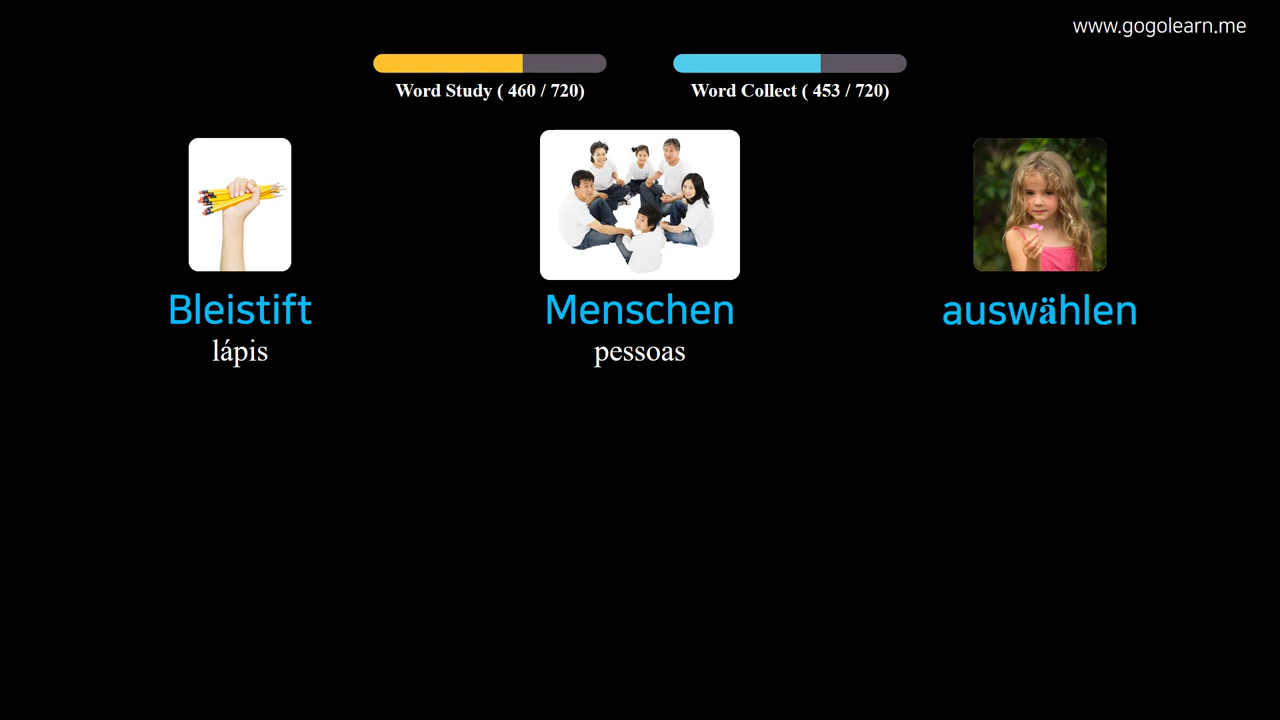 www.gogolearn.me
Word Study ( 460 / 720)
Word Collect ( 453 / 720)
Bleistift
Menschen
auswählen
lápis
pessoas